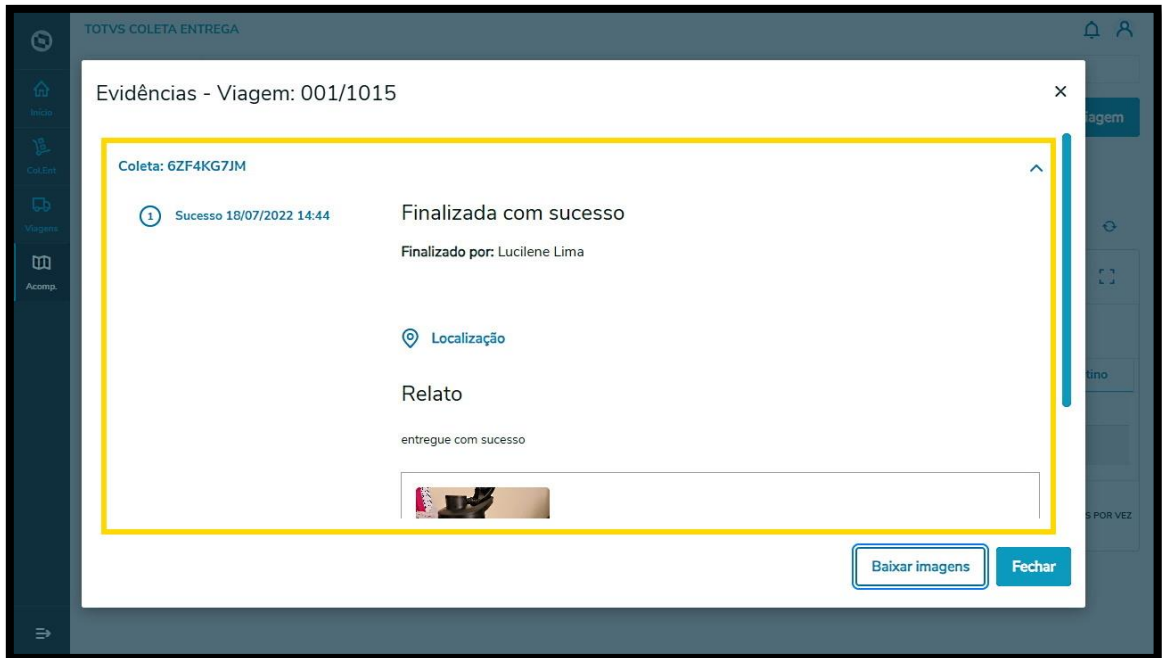 TOTVS COLETA ENTREGA
Início
Col.Ent
Viagens
Acomp.
Evidências - Viagem: 001/1015
iagem
Coleta: 6ZF4KG7JM
1 Sucesso 18/07/2022 14:44
Finalizada com sucesso
Finalizado por: Lucilene Lima
Localização
tino
Relato
entregue com sucesso
S POR VEZ
Baixar imagens
Fechar